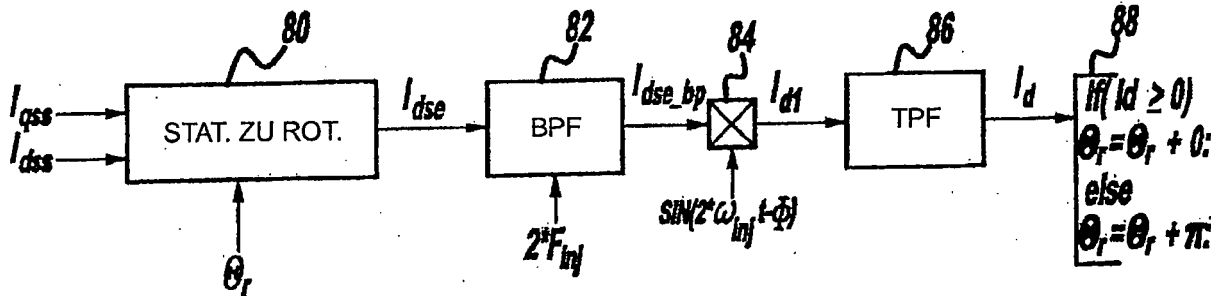 80
82
84
86
88
I_qss
I_dss
STAT. ZU ROT.
I_dse
BPF
I_dse_bp
I_d1
TPF
I_d
If( Id ≥ 0)
Θ_r=Θ_r + 0:
else
Θ_r=Θ_r + π:
Θ_r
2*F_inj
SIN(2*ω_inj t-Φ)